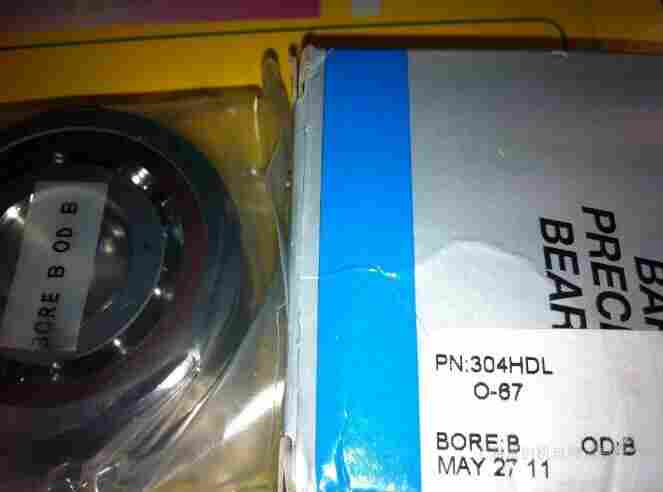 BORE B OD B
BA
PREC
BEAR
PN:304HDL
O-67
BORE:B OD:B
MAY 27 11